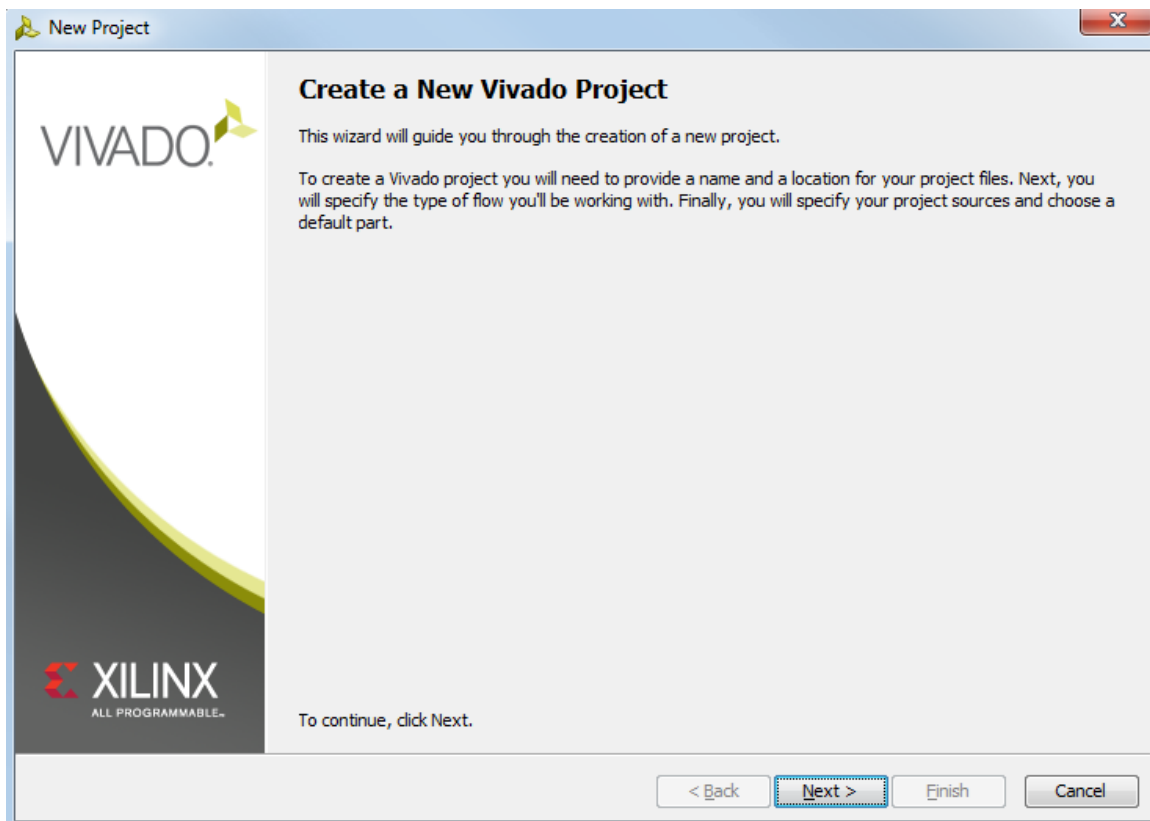 New Project
VIVADO.
Create a New Vivado Project
This wizard will guide you through the creation of a new project.
To create a Vivado project you will need to provide a name and a location for your project files. Next, you
will specify the type of flow you'll be working with. Finally, you will specify your project sources and choose a
default part.
XILINX
ALL PROGRAMMABLE™
To continue, click Next.
< Back
Next >
Finish
Cancel